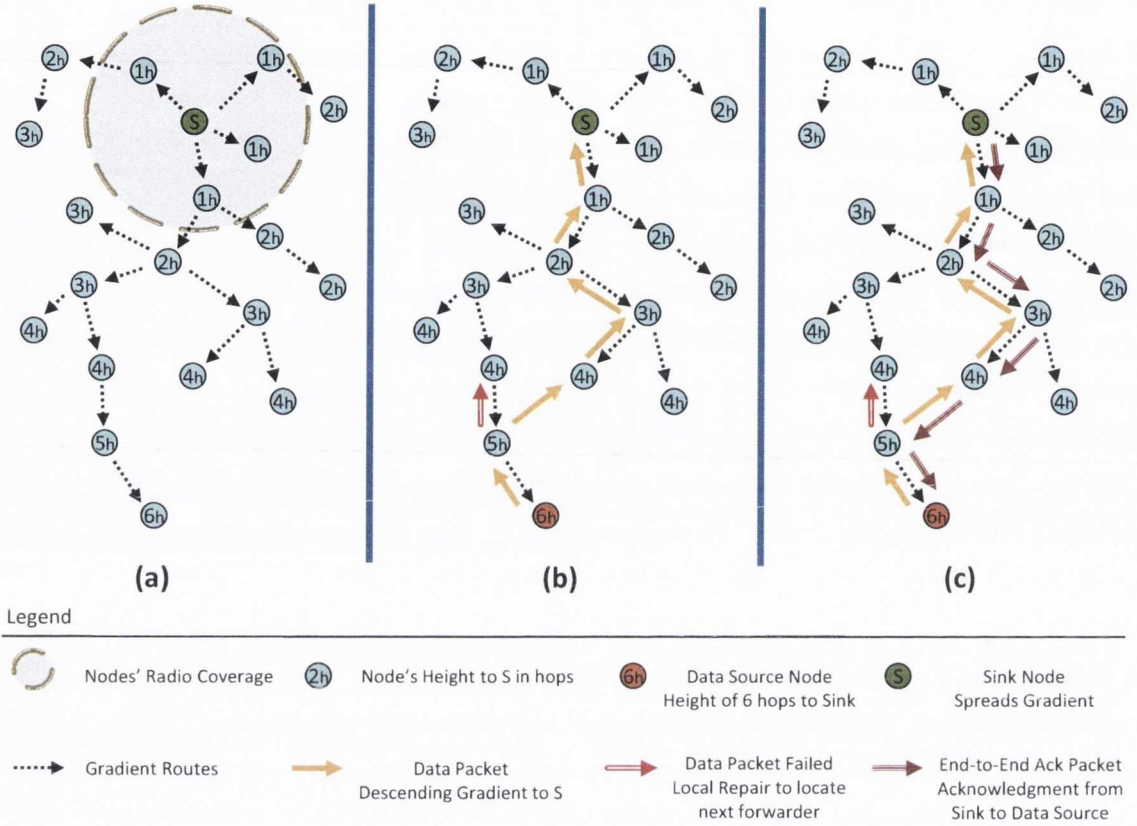 2h
1h
1h
2h
S
3h
1h
1h
3h
2h
2h
3h
2h
3h
4h
4h
4h
4h
5h
6h
(a)
2h
1h
1h
2h
S
3h
1h
1h
3h
2h
2h
3h
2h
3h
4h
4h
4h
4h
5h
6h
(b)
2h
1h
1h
2h
S
3h
1h
1h
3h
2h
2h
3h
2h
3h
4h
4h
4h
4h
5h
6h
(c)
Legend
Nodes' Radio Coverage
2h
Node's Height to S in hops
6h
Data Source Node
Height of 6 hops to Sink
S
Sink Node
Spreads Gradient
Gradient Routes
Data Packet
Descending Gradient to S
Data Packet Failed
Local Repair to locate
next forwarder
End-to-End Ack Packet
Acknowledgment from
Sink to Data Source